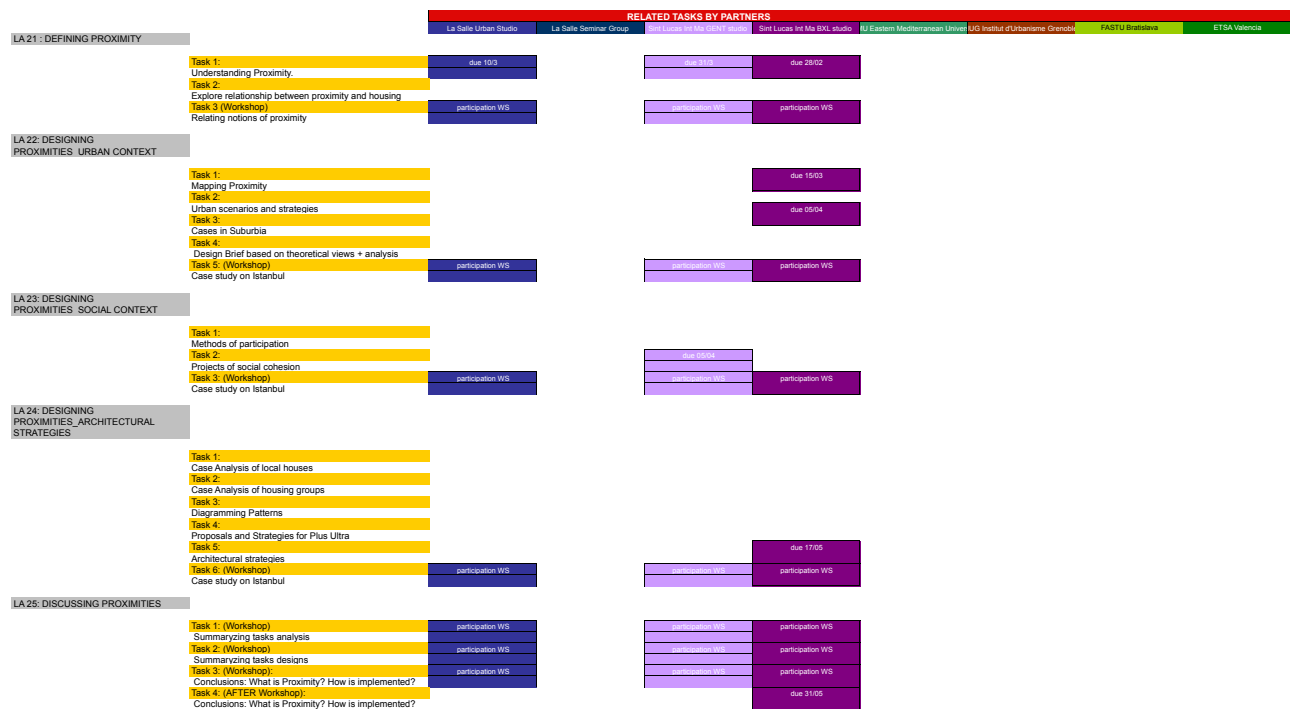 RELATED TASKS BY PARTNERS
La Salle Urban Studio La Salle Seminar Group Sint Lucas Int Ma GENT studio Sint Lucas Int Ma BXL studio IU Eastern Mediterranean Univer IUG Institut d'Urbanisme Grenoble FASTU Bratislava ETSA Valencia
LA 21 : DEFINING PROXIMITY
Task 1: due 10/3 due 31/3 due 28/02
Understanding Proximity.
Task 2:
Explore relationship between proximity and housing
Task 3 (Workshop) participation WS participation WS participation WS
Relating notions of proximity
LA 22: DESIGNING
PROXIMITIES URBAN CONTEXT
Task 1: due 15/03
Mapping Proximity
Task 2:
Urban scenarios and strategies due 05/04
Task 3:
Cases in Suburbia
Task 4:
Design Brief based on theoretical views + analysis
Task 5: (Workshop) participation WS participation WS participation WS
Case study on Istanbul
LA 23: DESIGNING
PROXIMITIES SOCIAL CONTEXT
Task 1:
Methods of participation
Task 2: due 05/04
Projects of social cohesion
Task 3: (Workshop) participation WS participation WS participation WS
Case study on Istanbul
LA 24: DESIGNING
PROXIMITIES_ARCHITECTURAL
STRATEGIES
Task 1:
Case Analysis of local houses
Task 2:
Case Analysis of housing groups
Task 3:
Diagramming Patterns
Task 4:
Proposals and Strategies for Plus Ultra
Task 5: due 17/05
Architectural strategies
Task 6: (Workshop) participation WS participation WS participation WS
Case study on Istanbul
LA 25: DISCUSSING PROXIMITIES
Task 1: (Workshop) participation WS participation WS participation WS
Summaryzing tasks analysis
Task 2: (Workshop) participation WS participation WS participation WS
Summaryzing tasks designs
Task 3: (Workshop): participation WS participation WS participation WS
Conclusions: What is Proximity? How is implemented?
Task 4: (AFTER Workshop): due 31/05
Conclusions: What is Proximity? How is implemented?